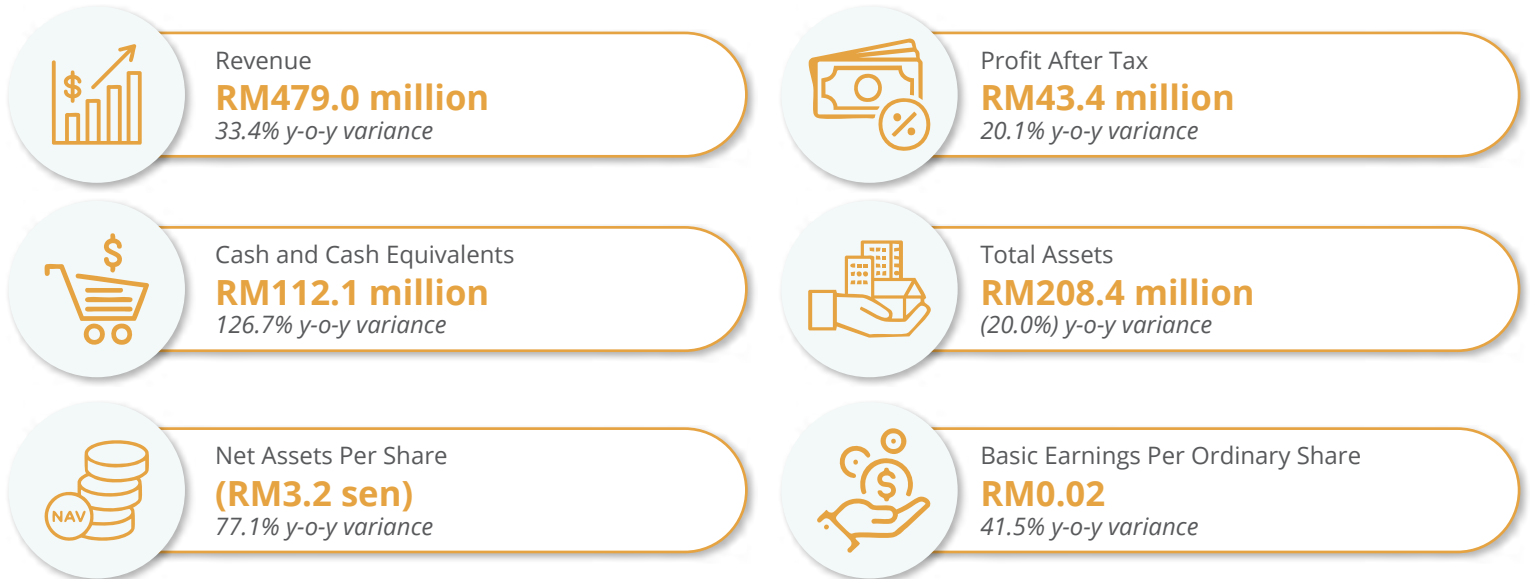 Revenue
RM479.0 million
33.4% y-o-y variance
Profit After Tax
RM43.4 million
20.1% y-o-y variance
Cash and Cash Equivalents
RM112.1 million
126.7% y-o-y variance
Total Assets
RM208.4 million
(20.0%) y-o-y variance
NAV
Net Assets Per Share
(RM3.2 sen)
77.1% y-o-y variance
Basic Earnings Per Ordinary Share
RM0.02
41.5% y-o-y variance